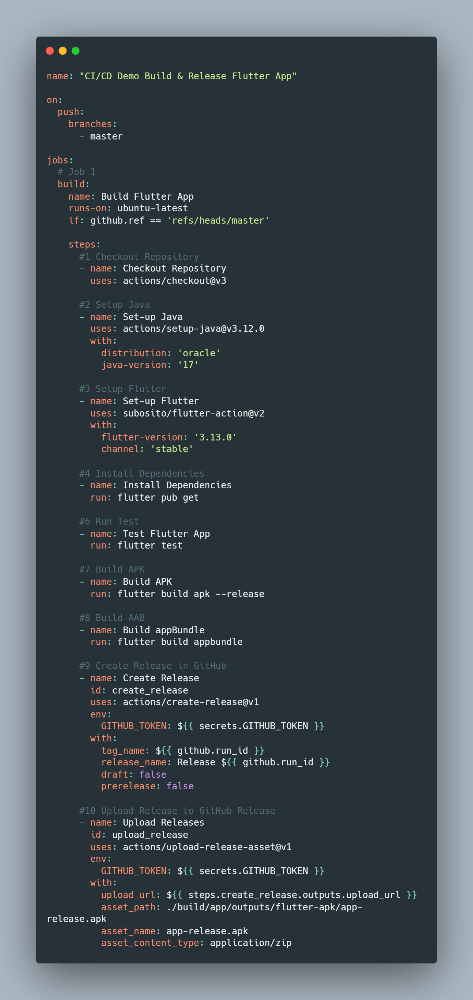 name: "CI/CD Demo Build & Release Flutter App"

on:
  push:
    branches:
      - master

jobs:
  # Job 1
  build:
    name: Build Flutter App
    runs-on: ubuntu-latest
    if: github.ref == 'refs/heads/master'

    steps:
      #1 Checkout Repository
      - name: Checkout Repository
        uses: actions/checkout@v3

      #2 Setup Java
      - name: Set-up Java
        uses: actions/setup-java@v3.12.0
        with:
          distribution: 'oracle'
          java-version: '17'

      #3 Setup Flutter
      - name: Set-up Flutter
        uses: subosito/flutter-action@v2
        with:
          flutter-version: '3.13.0'
          channel: 'stable'

      #4 Install Dependencies
      - name: Install Dependencies
        run: flutter pub get

      #6 Run Test
      - name: Test Flutter App
        run: flutter test

      #7 Build APK
      - name: Build APK
        run: flutter build apk --release

      #8 Build AAB
      - name: Build appBundle
        run: flutter build appbundle

      #9 Create Release in GitHub
      - name: Create Release
        id: create_release
        uses: actions/create-release@v1
        env:
          GITHUB_TOKEN: ${{ secrets.GITHUB_TOKEN }}
        with:
          tag_name: ${{ github.run_id }}
          release_name: Release ${{ github.run_id }}
          draft: false
          prerelease: false

      #10 Upload Release to GitHub Release
      - name: Upload Releases
        id: upload_release
        uses: actions/upload-release-asset@v1
        env:
          GITHUB_TOKEN: ${{ secrets.GITHUB_TOKEN }}
        with:
          upload_url: ${{ steps.create_release.outputs.upload_url }}
          asset_path: ./build/app/outputs/flutter-apk/app-
release.apk
          asset_name: app-release.apk
          asset_content_type: application/zip